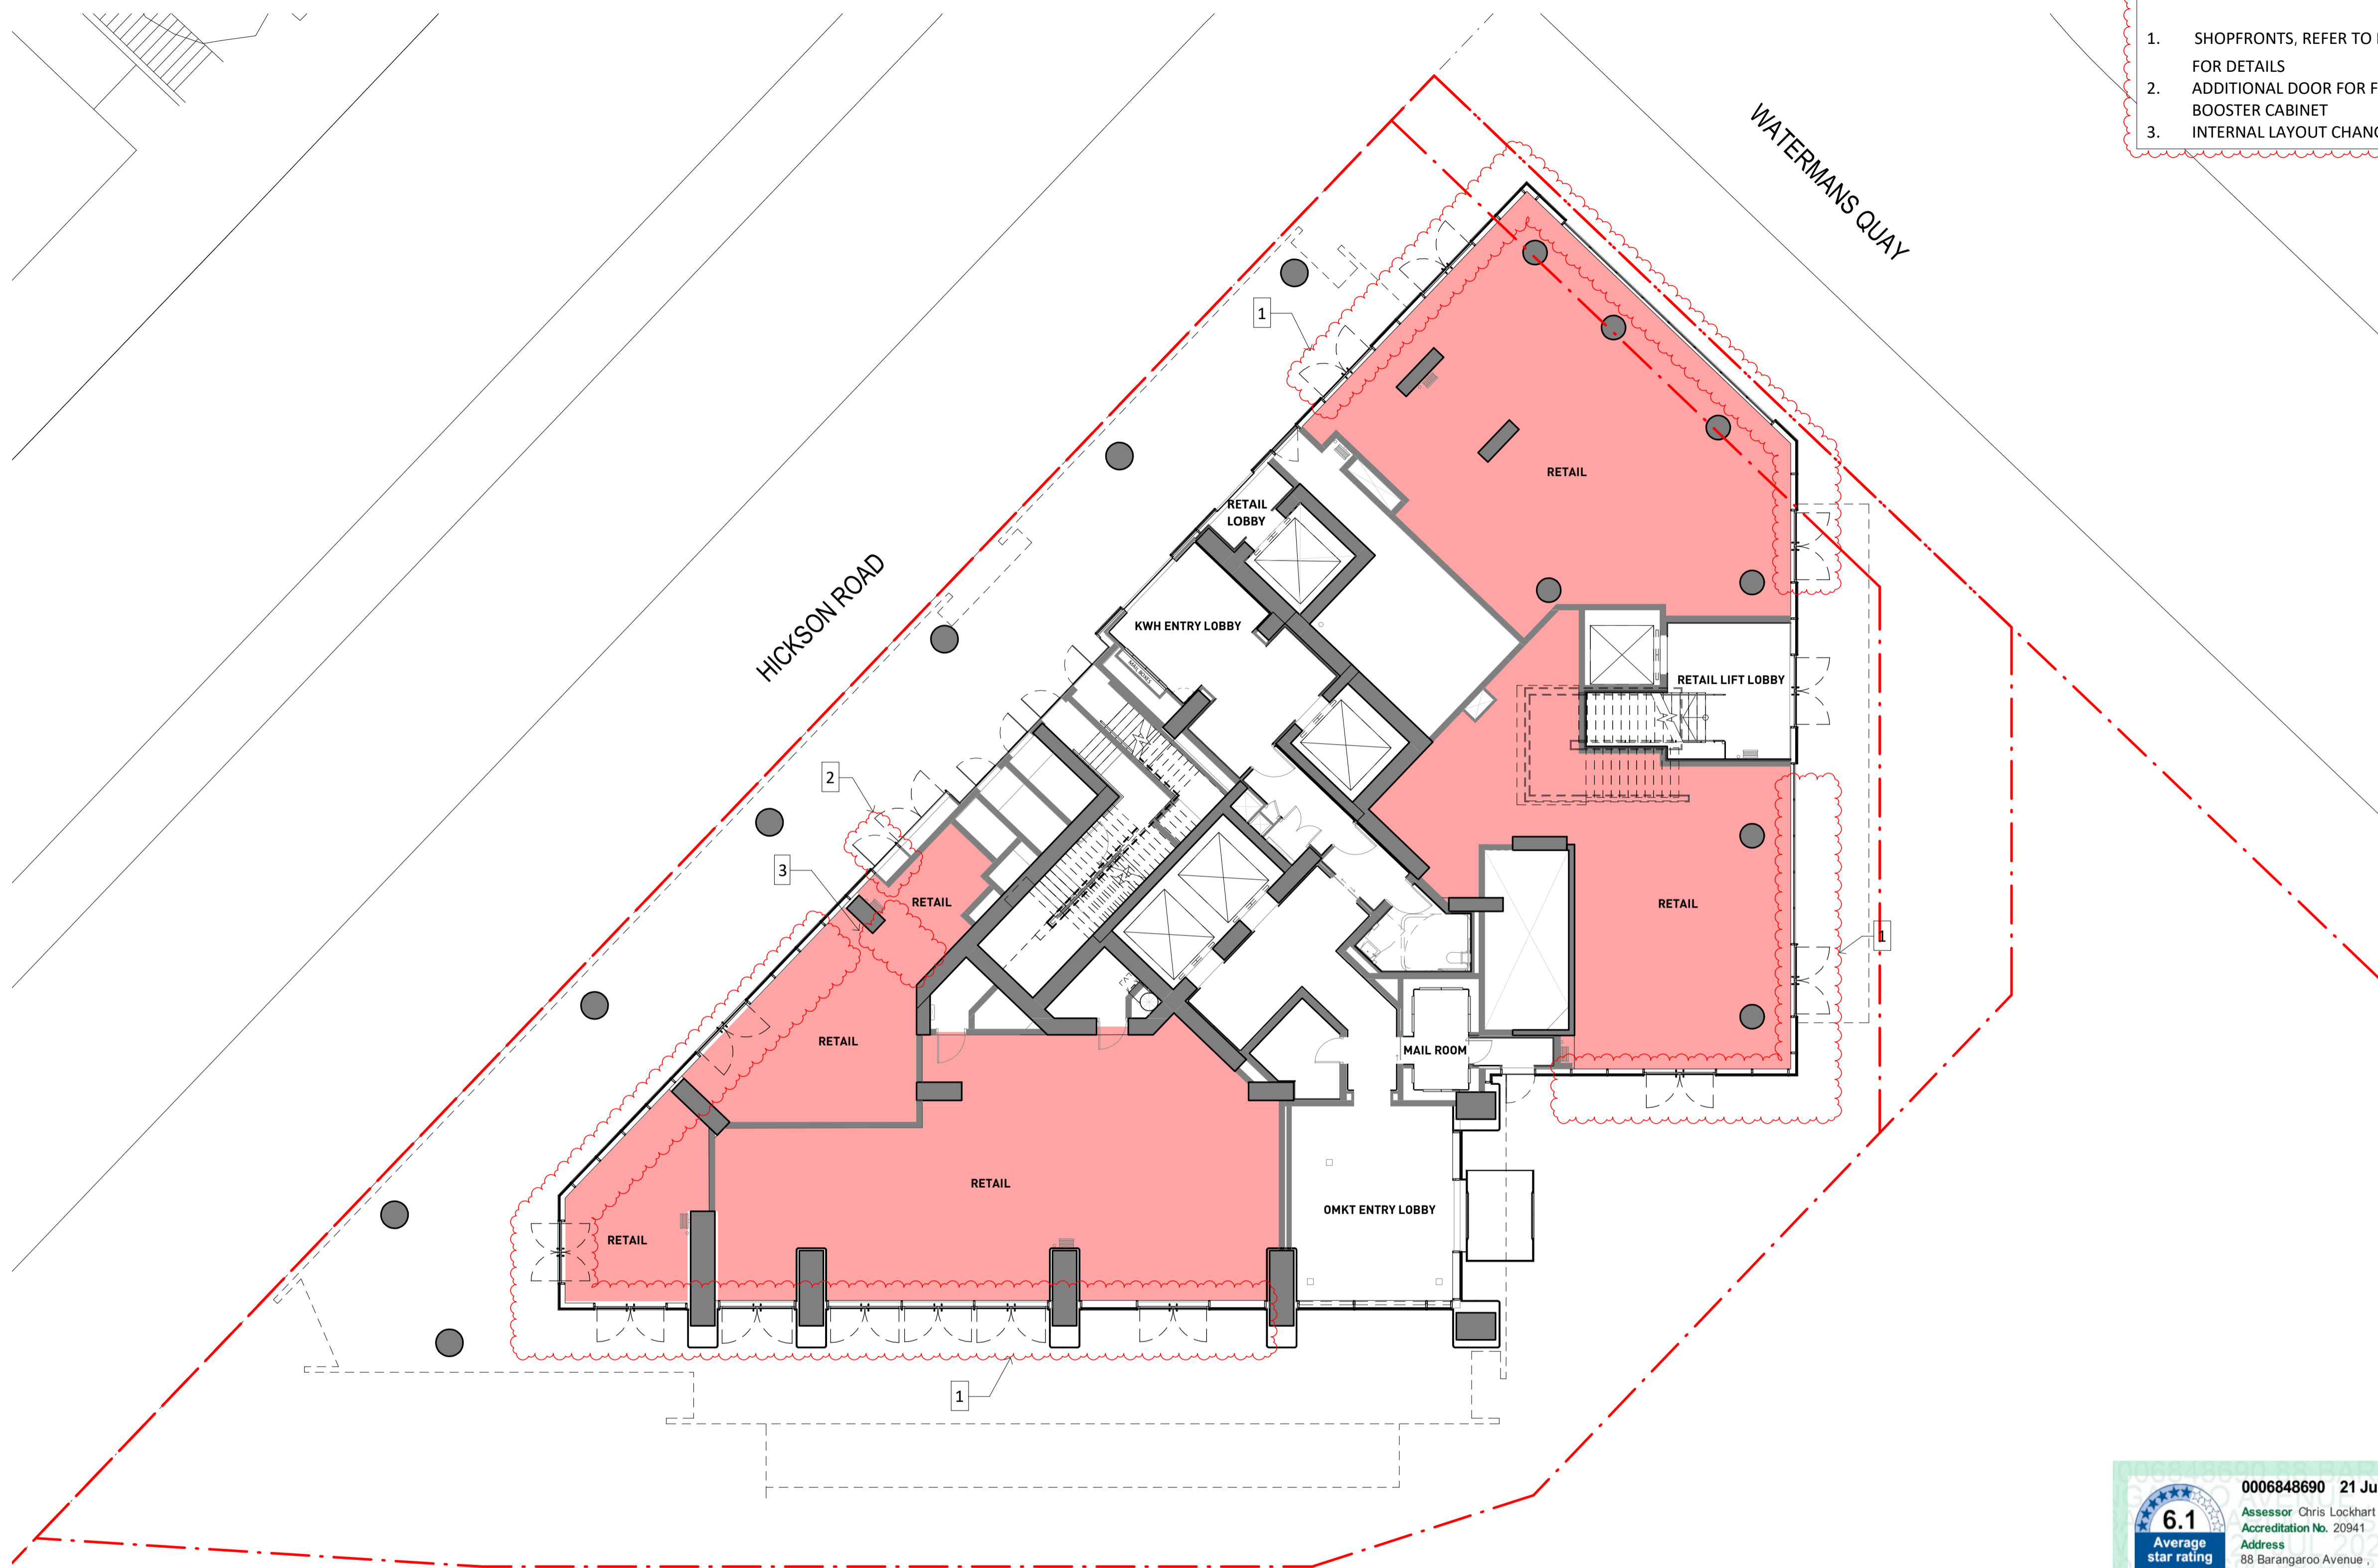 1. SHOPFRONTS, REFER TO
FOR DETAILS
2. ADDITIONAL DOOR FOR F
BOOSTER CABINET
3. INTERNAL LAYOUT CHANG
WATERMANS QUAY
HICKSON ROAD
1
RETAIL
RETAIL
LOBBY
KWH ENTRY LOBBY
MAIL BOXES
RETAIL LIFT LOBBY
2
3
RETAIL
RETAIL
1
RETAIL
MAIL ROOM
RETAIL
OMKT ENTRY LOBBY
RETAIL
1
6.1
Average
star rating
0006848690 21 Ju
Assessor Chris Lockhart
Accreditation No. 20941
Address
88 Barangaroo Avenue ,